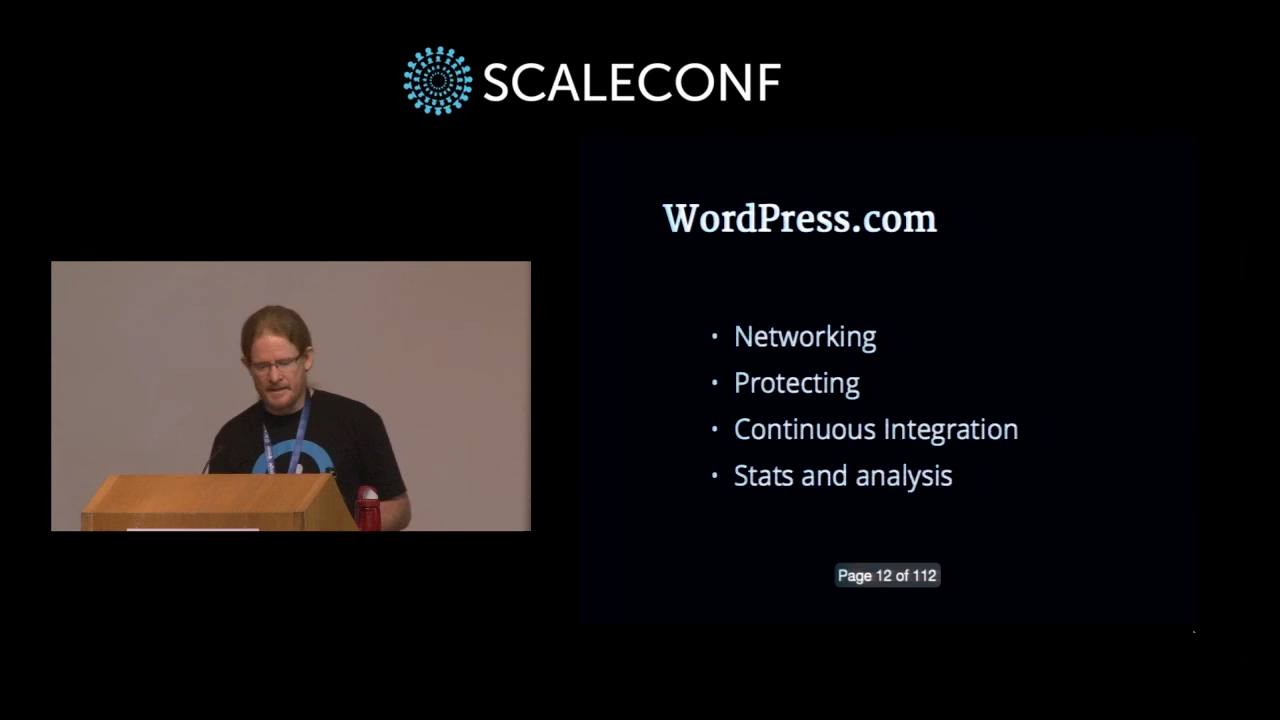 SCALECONF
WordPress.com
• Networking
• Protecting
• Continuous Integration
• Stats and analysis
Page 12 of 112